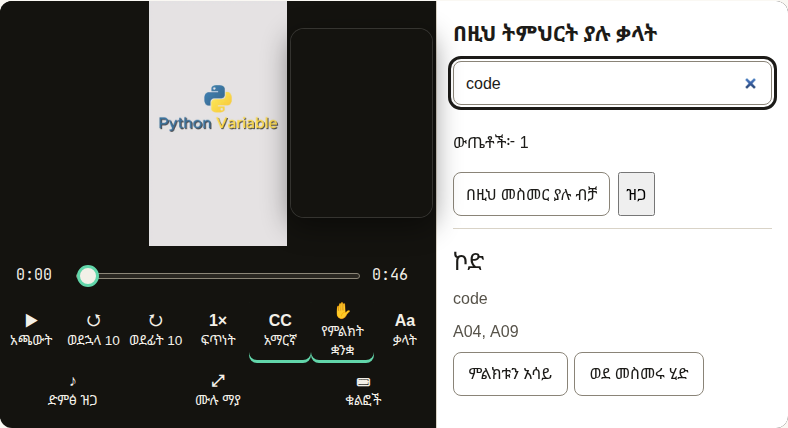 Python Variable
0:00
0:46
አጫውት
ወደኋላ 10
ወደፊት 10
1×
ፍጥነት
CC
አማርኛ
የምልክት
ቋንቋ
Aa
ቃላት
ድምፅ ዝጋ
ሙሉ ማያ
ቁልፎች
በዚህ ትምህርት ያሉ ቃላት
code
ውጤቶች፦ 1
በዚህ መስመር ያሉ ብቻ
ዝጋ
ኮድ
code
A04, A09
ምልክቱን አሳይ
ወደ መስመሩ ሂድ